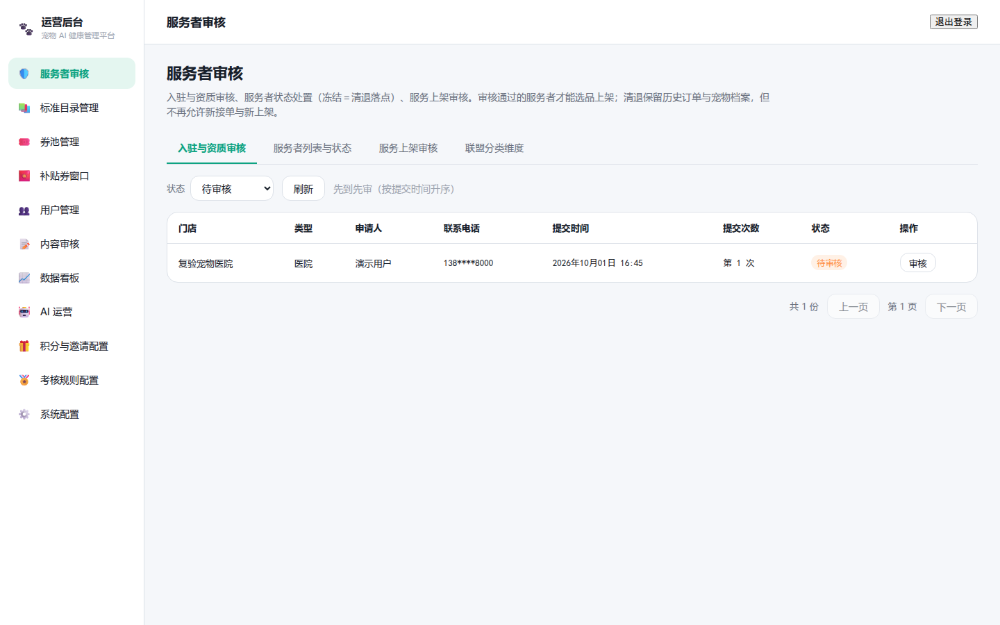 运营后台
宠物 AI 健康管理平台
服务者审核
标准目录管理
券池管理
补贴券窗口
用户管理
内容审核
数据看板
AI 运营
积分与邀请配置
考核规则配置
系统配置
服务者审核
退出登录
服务者审核
入驻与资质审核、服务者状态处置（冻结 = 清退落点）、服务上架审核。审核通过的服务者才能选品上架；清退保留历史订单与宠物档案，但
不再允许新接单与新上架。
入驻与资质审核 服务者列表与状态 服务上架审核 联盟分类维度
状态 待审核 刷新 先到先审（按提交时间升序）
门店 类型 申请人 联系电话 提交时间 提交次数 状态 操作
复验宠物医院 医院 演示用户 138****8000 2026年10月01日 16:45 第 1 次 待审核 审核
共 1 份 上一页 第 1 页 下一页